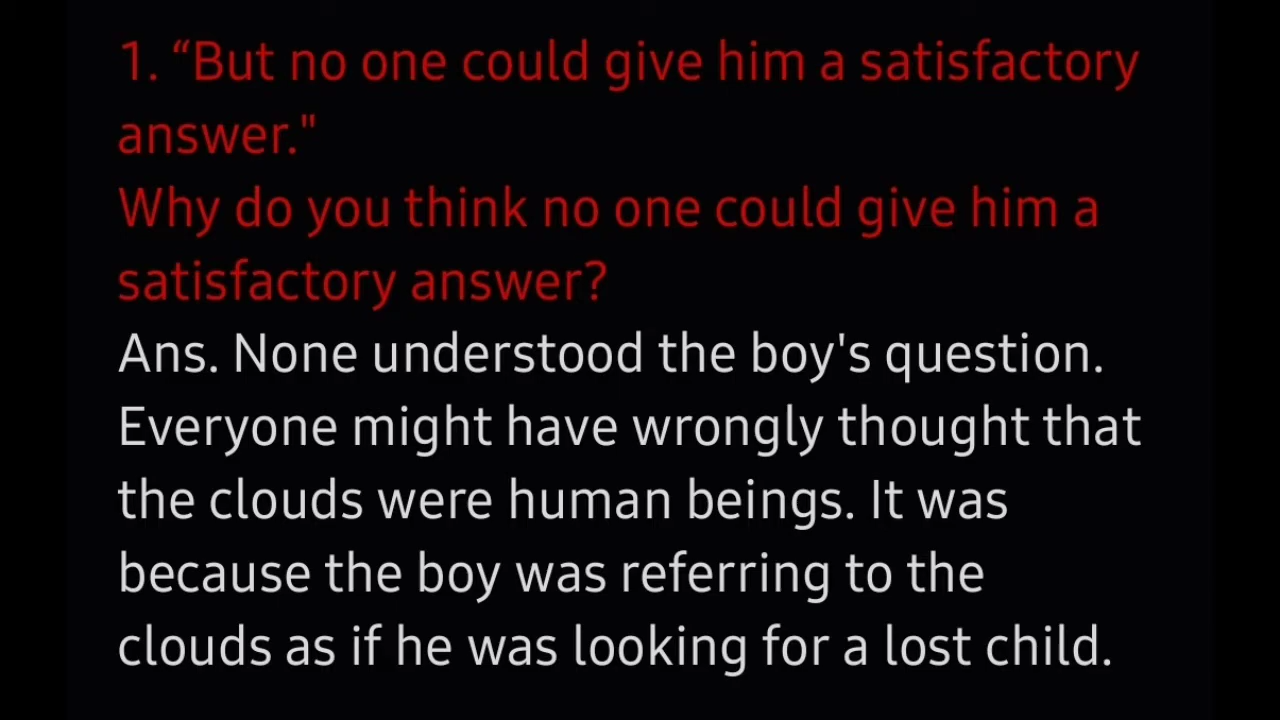 1. “But no one could give him a satisfactory
answer."
Why do you think no one could give him a
satisfactory answer?
Ans. None understood the boy's question.
Everyone might have wrongly thought that
the clouds were human beings. It was
because the boy was referring to the
clouds as if he was looking for a lost child.